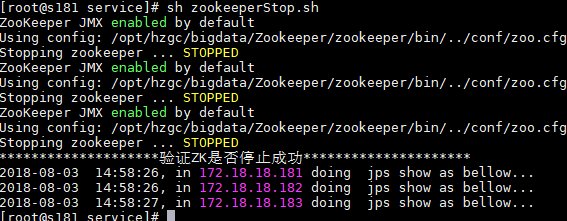 [root@s181 service]# sh zookeeperStop.sh
ZooKeeper JMX enabled by default
Using config: /opt/hzgc/bigdata/Zookeeper/zookeeper/bin/../conf/zoo.cfg
Stopping zookeeper ... STOPPED
ZooKeeper JMX enabled by default
Using config: /opt/hzgc/bigdata/Zookeeper/zookeeper/bin/../conf/zoo.cfg
Stopping zookeeper ... STOPPED
ZooKeeper JMX enabled by default
Using config: /opt/hzgc/bigdata/Zookeeper/zookeeper/bin/../conf/zoo.cfg
Stopping zookeeper ... STOPPED
********************验证ZK是否停止成功*********************
2018-08-03  14:58:26, in 172.18.18.181 doing  jps show as bellow...
2018-08-03  14:58:26, in 172.18.18.182 doing  jps show as bellow...
2018-08-03  14:58:27, in 172.18.18.183 doing  jps show as bellow...
[root@s181 service]#